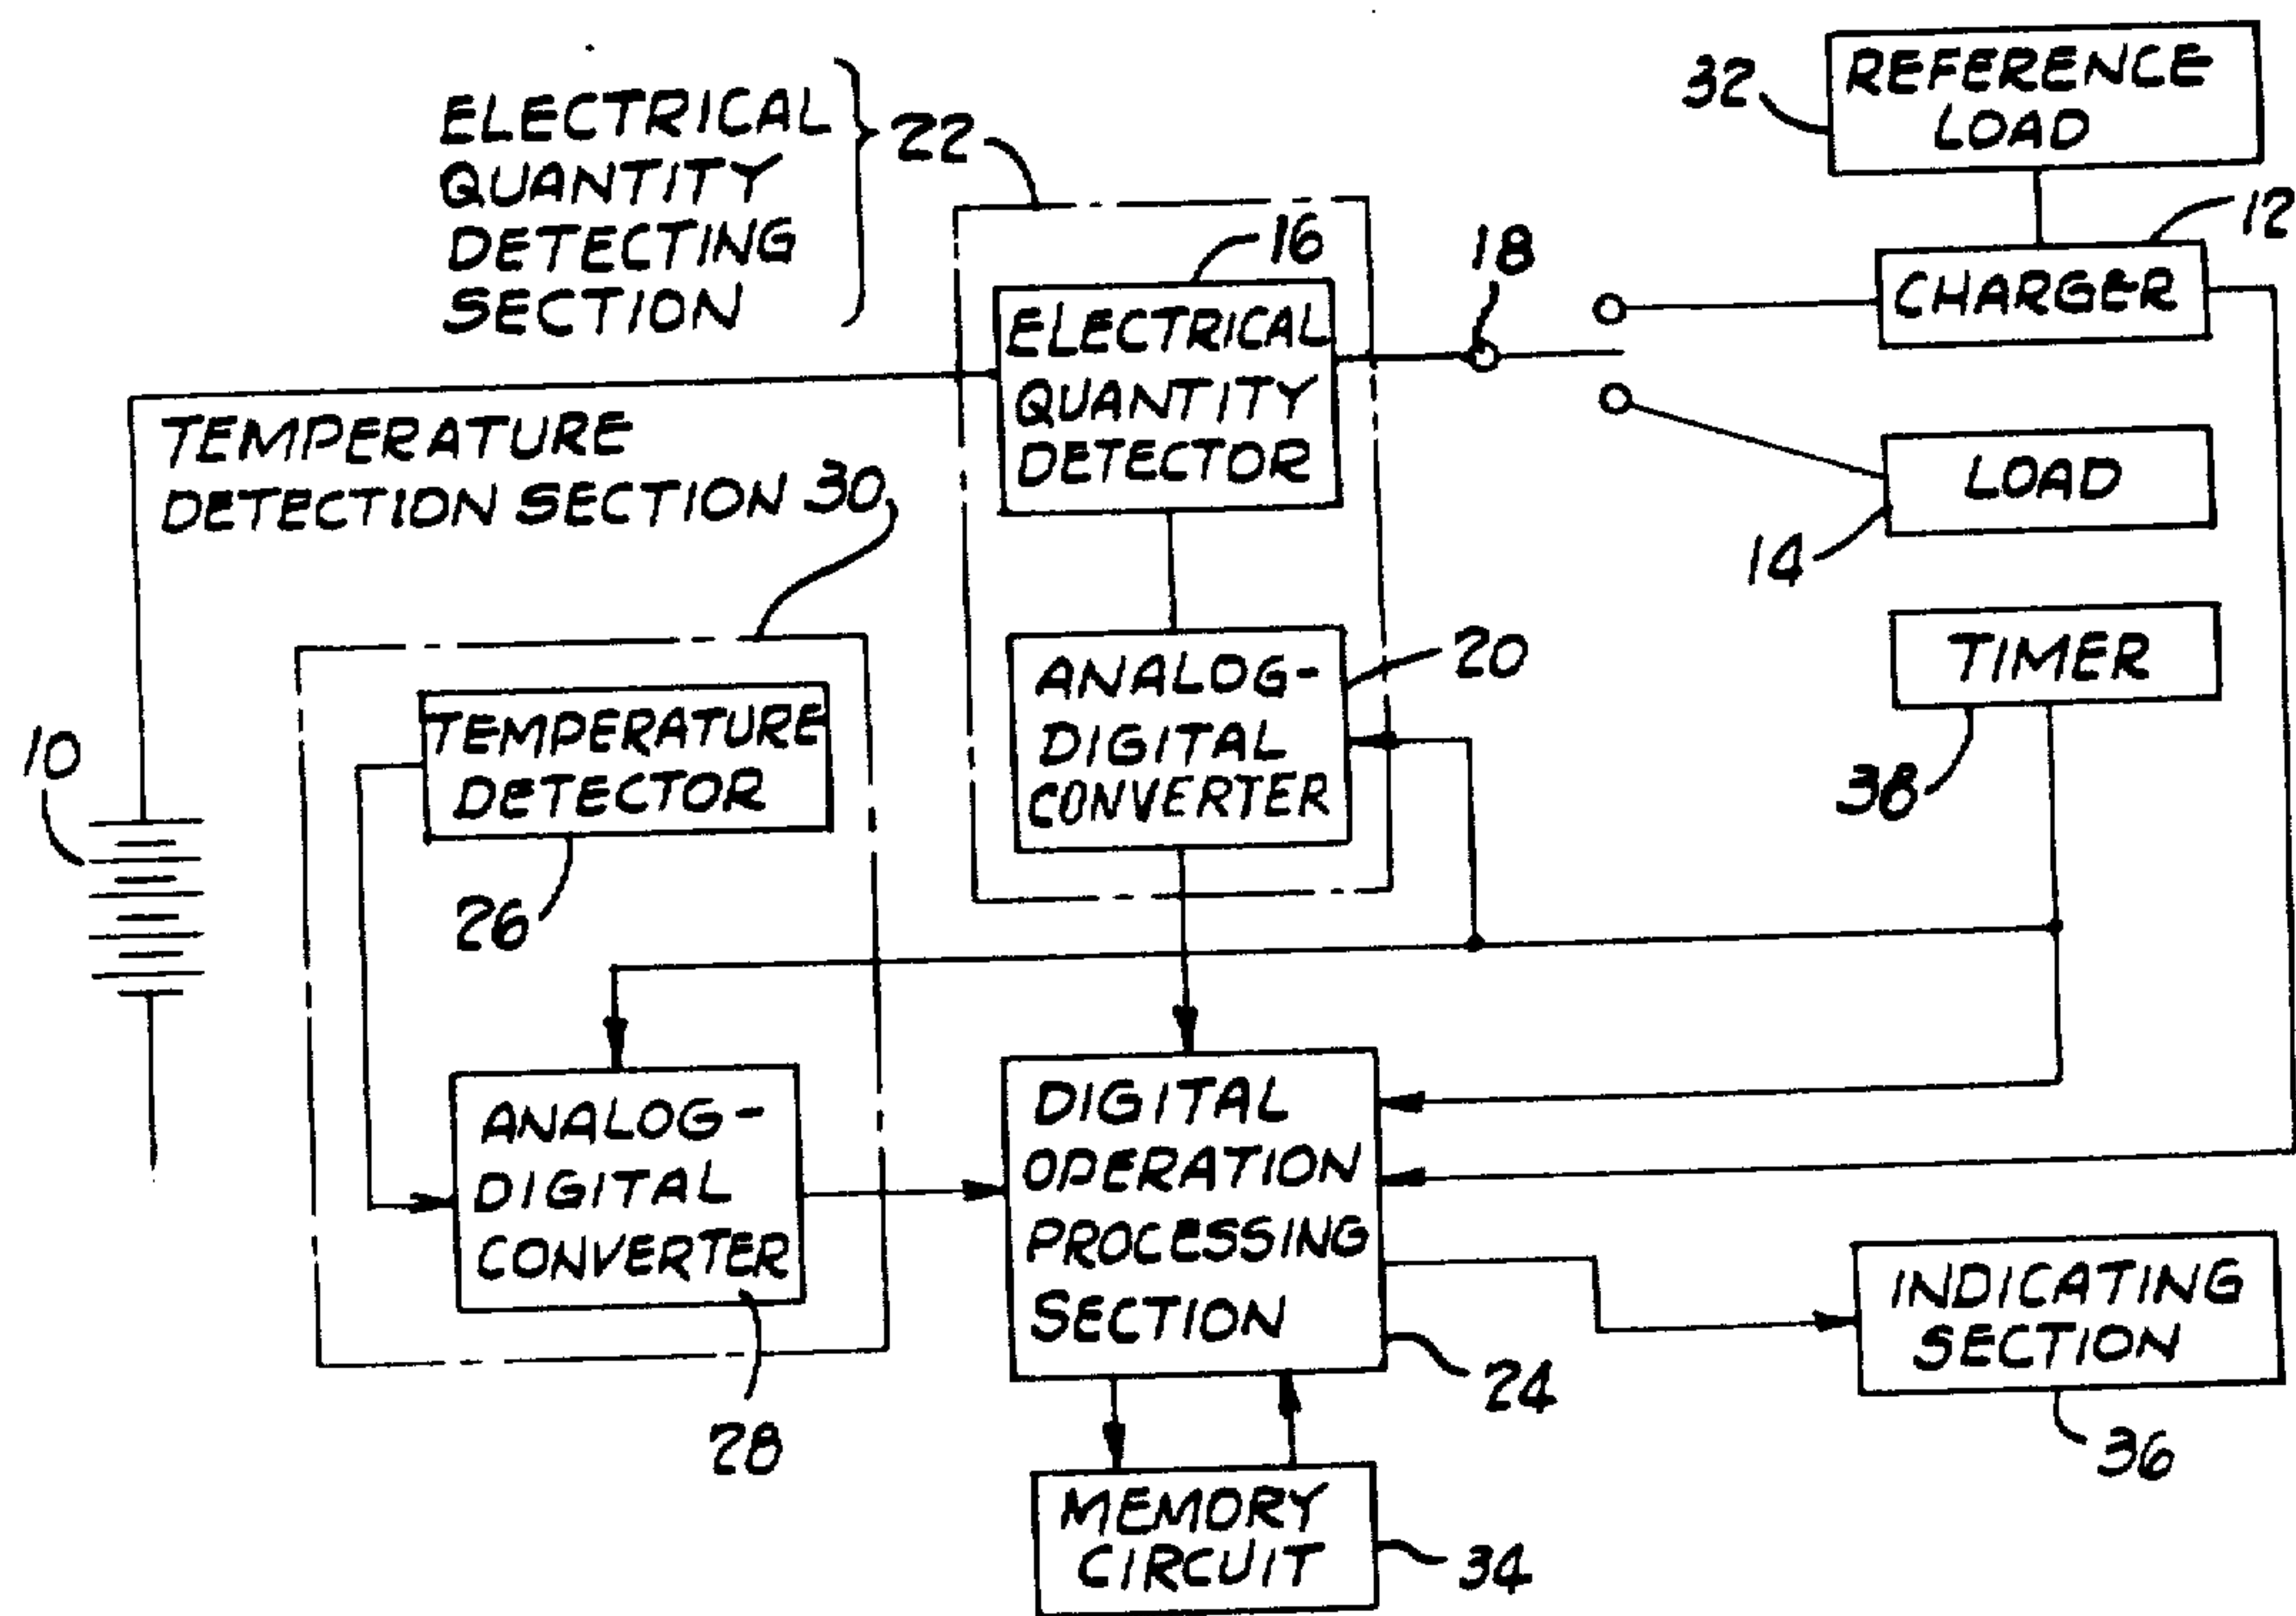 ELECTRICAL
QUANTITY
DETECTING
SECTION
22
32
REFERENCE
LOAD
12
CHARGER
16
18
ELECTRICAL
QUANTITY
DETECTOR
TEMPERATURE
DETECTION SECTION 30
LOAD
14
ANALOG-
DIGITAL
CONVERTER
20
TIMER
38
10
TEMPERATURE
DETECTOR
26
ANALOG-
DIGITAL
CONVERTER
28
DIGITAL
OPERATION
PROCESSING
SECTION
24
INDICATING
SECTION
36
MEMORY
CIRCUIT
34